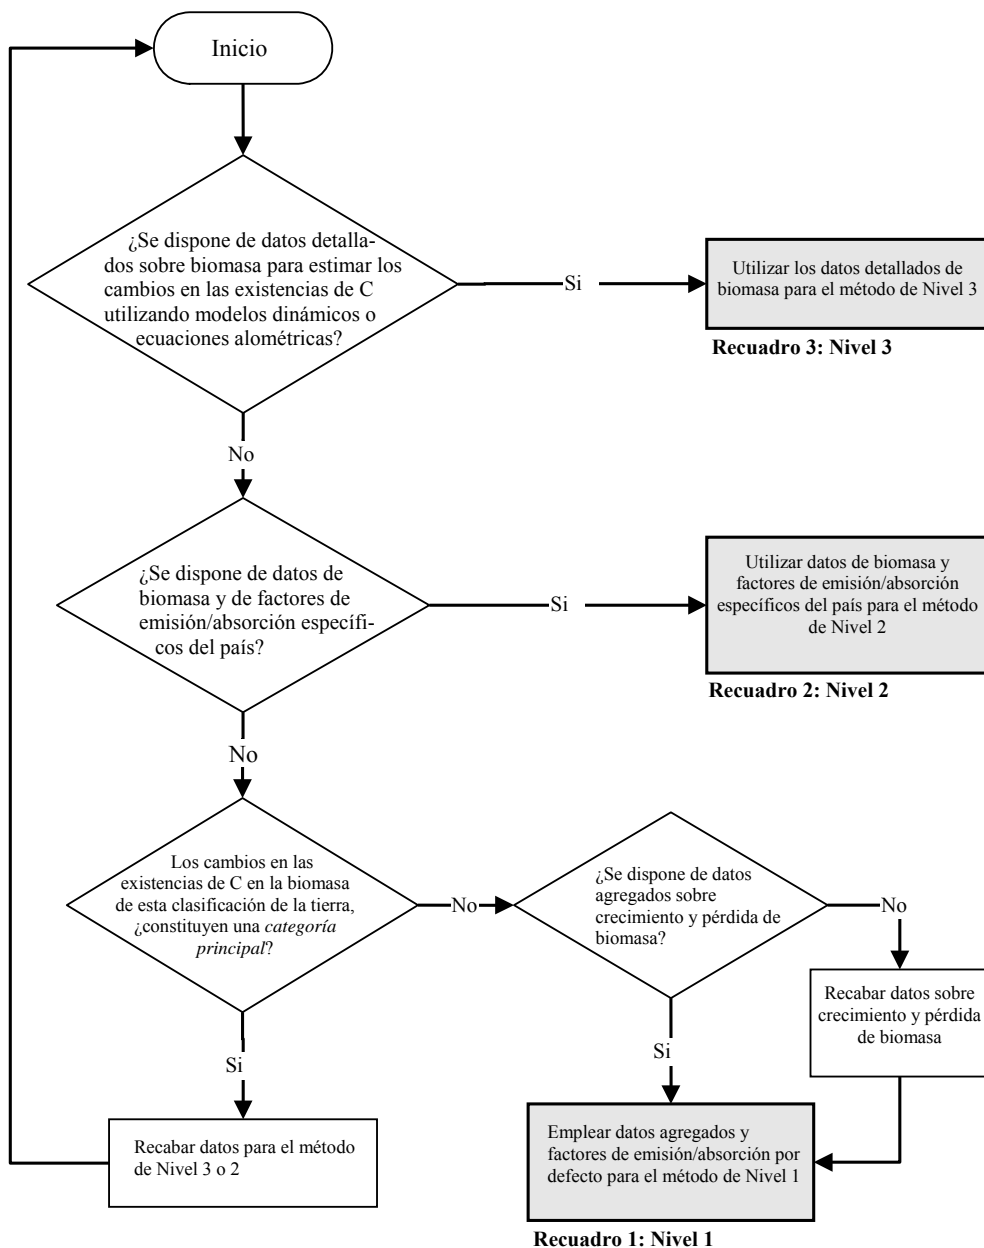 Inicio
¿Se dispone de datos detalla-
dos sobre biomasa para estimar los
cambios en las existencias de C
utilizando modelos dinámicos o
ecuaciones alométricas?
Si
Utilizar los datos detallados de
biomasa para el método de Nivel 3
Recuadro 3: Nivel 3
No
¿Se dispone de datos de
biomasa y de factores de
emisión/absorción específi-
cos del país?
Si
Utilizar datos de biomasa y
factores de emisión/absorción
específicos del país para el método
de Nivel 2
Recuadro 2: Nivel 2
No
Los cambios en las
existencias de C en la biomasa
de esta clasificación de la tierra,
¿constituyen una categoría
principal?
No
¿Se dispone de datos
agregados sobre
crecimiento y pérdida de
biomasa?
No
Recabar datos sobre
crecimiento y pérdida
de biomasa
Si
Si
Recabar datos para el método
de Nivel 3 o 2
Emplear datos agregados y
factores de emisión/absorción por
defecto para el método de Nivel 1
Recuadro 1: Nivel 1